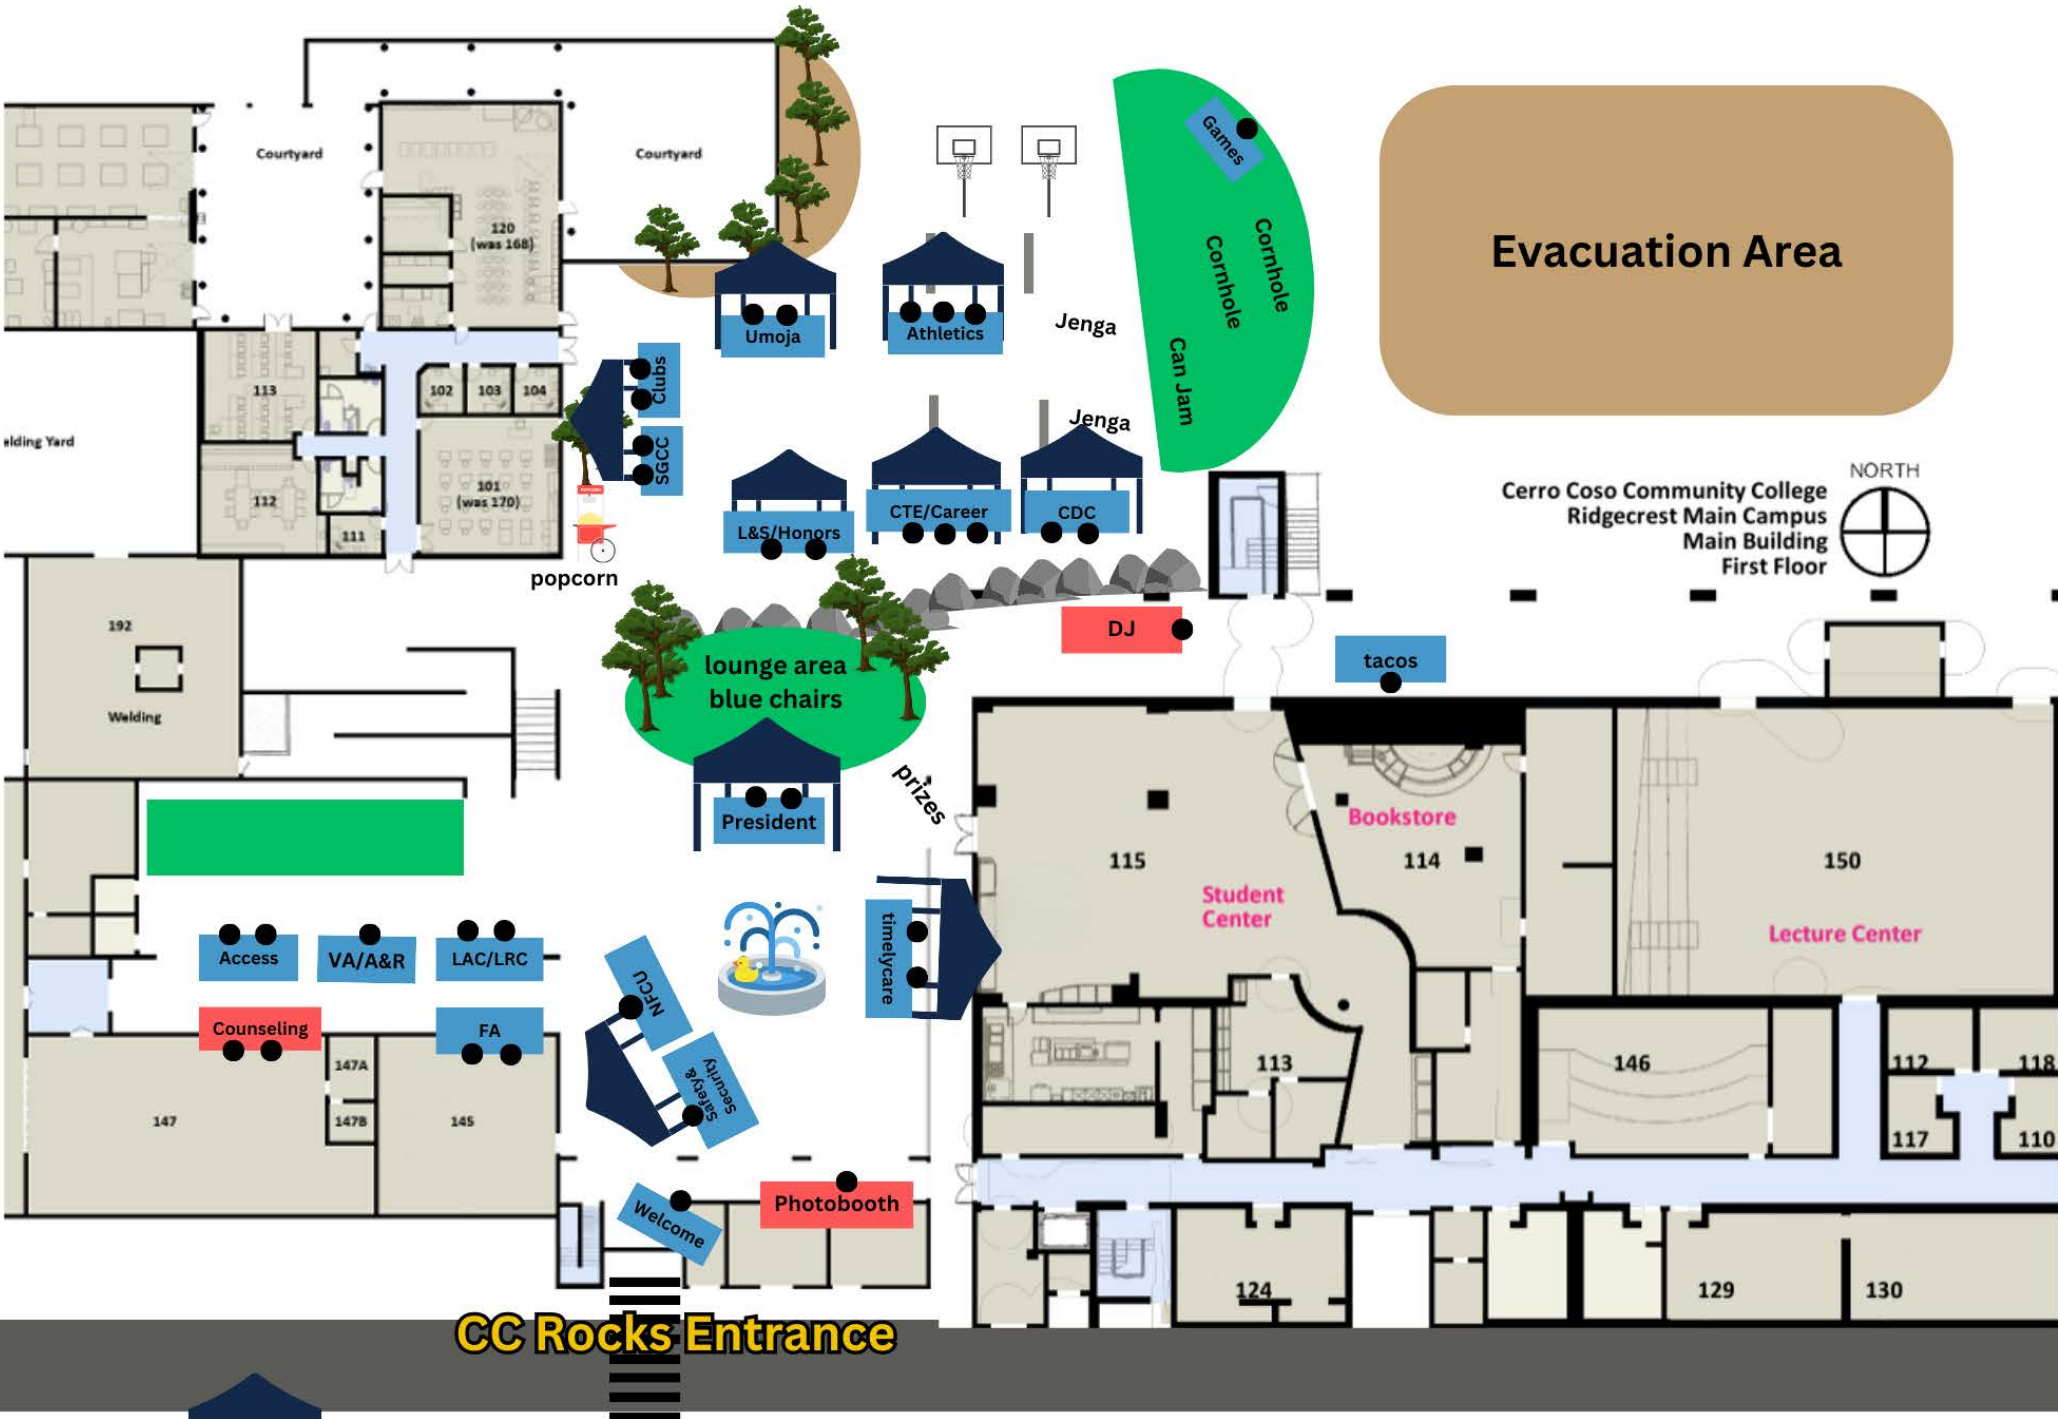 Courtyard
Courtyard
120
(was 168)
Games
Cornhole
Cornhole
Can Jam
Evacuation Area
Umoja
Athletics
Jenga
Jenga
113
102
103
104
Clubs
SGCC
elding Yard
112
101
(was 170)
111
popcorn
L&S/Honors
CTE/Career
CDC
NORTH
Cerro Coso Community College
Ridgecrest Main Campus
Main Building
First Floor
192
Welding
DJ
tacos
lounge area
blue chairs
prizes
President
115
Student
Center
Bookstore
114
150
Lecture Center
timelycare
Access
VA/A&R
LAC/LRC
NFCU
Counseling
FA
Safety&
Security
147A
147B
147
145
113
146
112
118
117
110
Welcome
Photobooth
124
129
130
CC Rocks Entrance